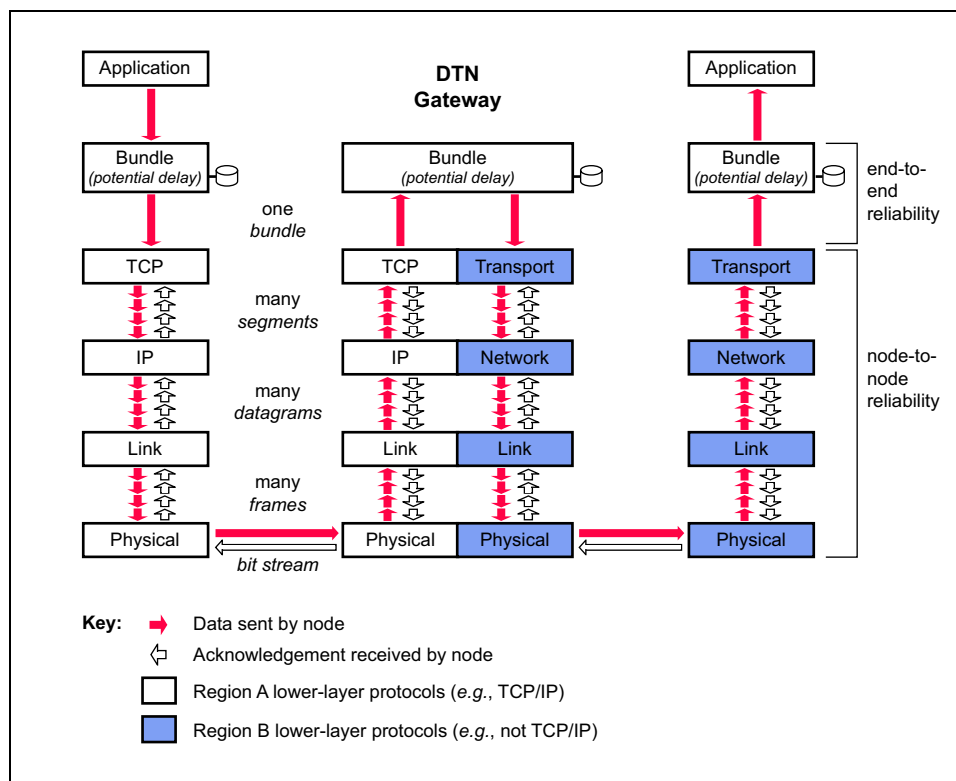 Application
DTN
Gateway
Application
Bundle
(potential delay)
Bundle
(potential delay)
Bundle
(potential delay)
end-to-
end
reliability
one
bundle
TCP
TCP
Transport
Transport
many
segments
IP
IP
Network
Network
node-to-
node
reliability
many
datagrams
Link
Link
Link
Link
many
frames
Physical
Physical
Physical
Physical
bit stream
Key:
Data sent by node
Acknowledgement received by node
Region A lower-layer protocols (e.g., TCP/IP)
Region B lower-layer protocols (e.g., not TCP/IP)